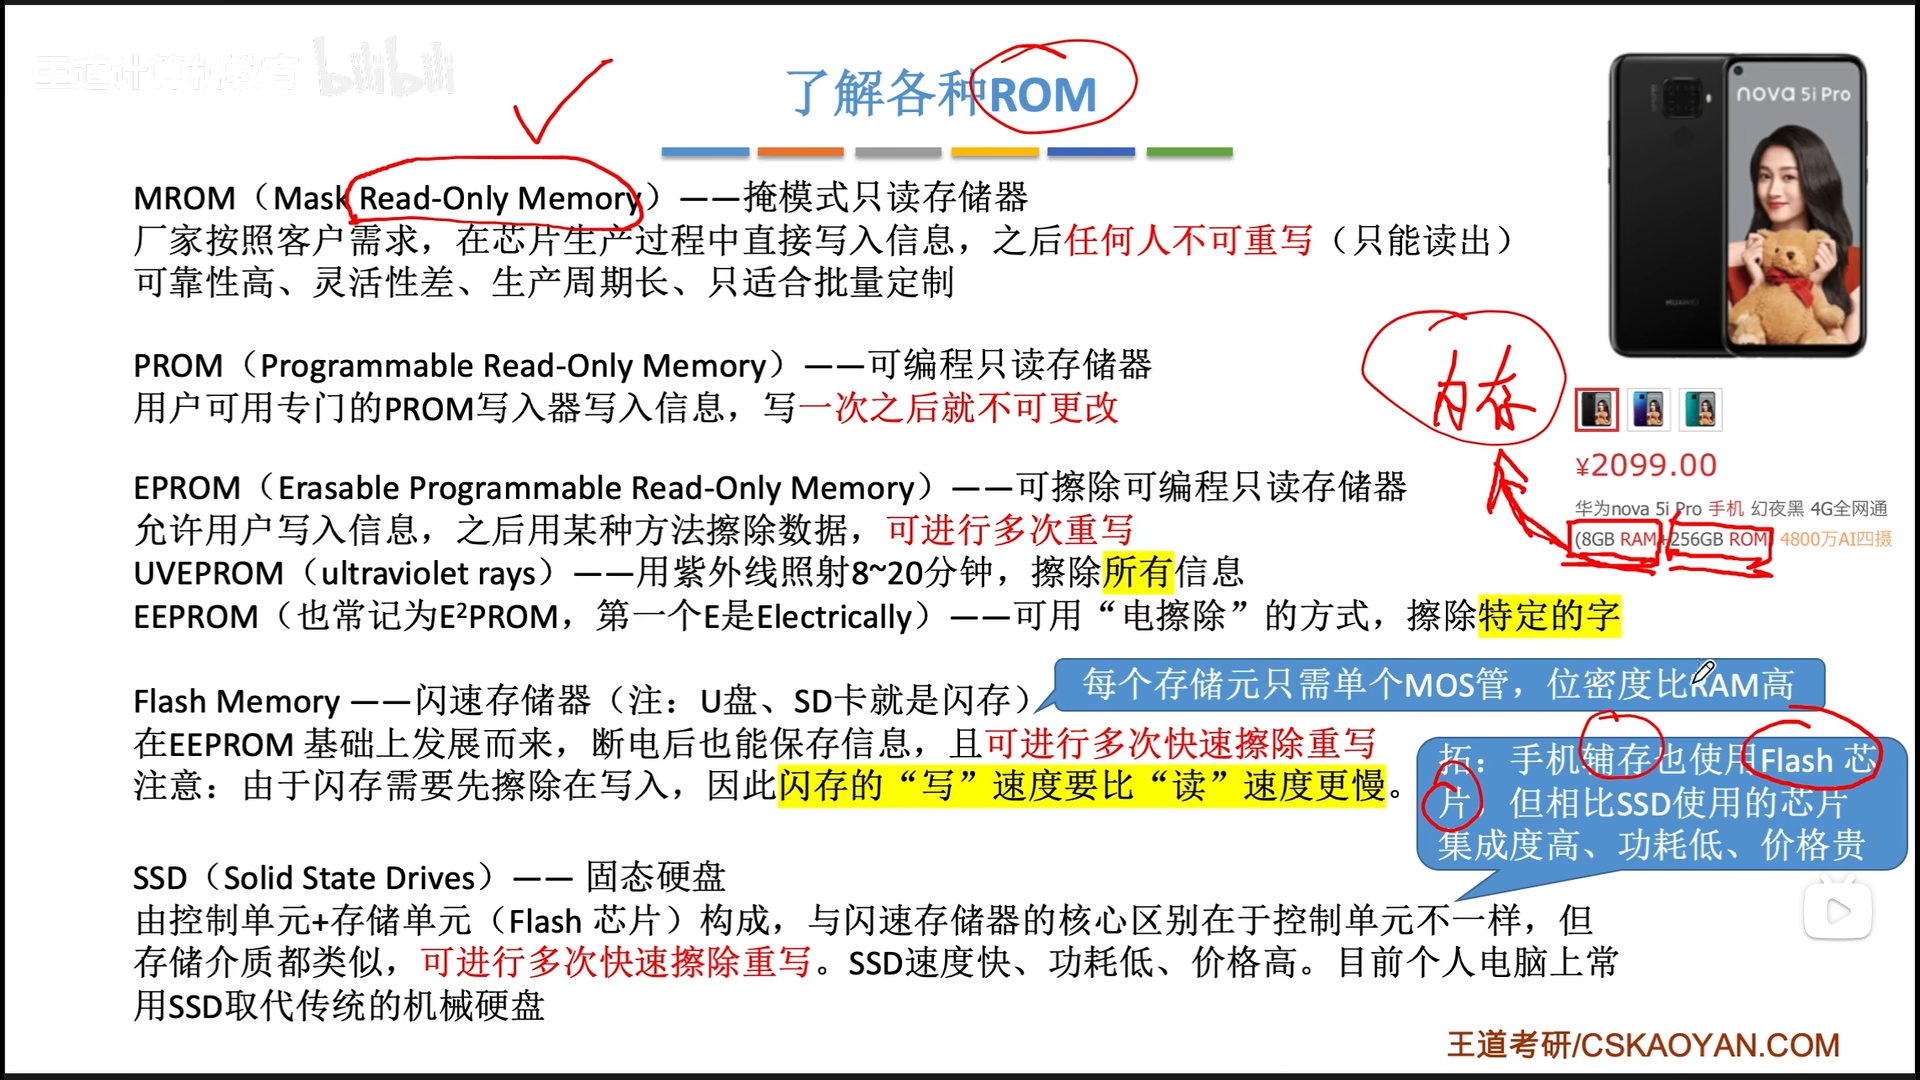 王道计算机教育 bilibili
了解各种ROM
MROM（Mask Read-Only Memory）——掩模式只读存储器
厂家按照客户需求，在芯片生产过程中直接写入信息，之后任何人不可重写（只能读出）
可靠性高、灵活性差、生产周期长、只适合批量定制
PROM（Programmable Read-Only Memory）——可编程只读存储器
用户可用专门的PROM写入器写入信息，写一次之后就不可更改
EPROM（Erasable Programmable Read-Only Memory）——可擦除可编程只读存储器
允许用户写入信息，之后用某种方法擦除数据，可进行多次重写
UVEPROM（ultraviolet rays）——用紫外线照射8~20分钟，擦除所有信息
EEPROM（也常记为E²PROM，第一个E是Electrically）——可用“电擦除”的方式，擦除特定的字
Flash Memory ——闪速存储器（注：U盘、SD卡就是闪存）
在EEPROM 基础上发展而来，断电后也能保存信息，且可进行多次快速擦除重写
注意：由于闪存需要先擦除在写入，因此闪存的“写”速度要比“读”速度更慢。
每个存储元只需单个MOS管，位密度比RAM高
SSD（Solid State Drives）—— 固态硬盘
由控制单元+存储单元（Flash 芯片）构成，与闪速存储器的核心区别在于控制单元不一样，但
存储介质都类似，可进行多次快速擦除重写。SSD速度快、功耗低、价格高。目前个人电脑上常
用SSD取代传统的机械硬盘
拓：手机辅存也使用Flash 芯
片，但相比SSD使用的芯片
集成度高、功耗低、价格贵
nova 5i Pro
HUAWEI
内存
¥2099.00
华为nova 5i Pro 手机 幻夜黑 4G全网通
(8GB RAM+256GB ROM) 4800万AI四摄
王道考研/CSKAOYAN.COM